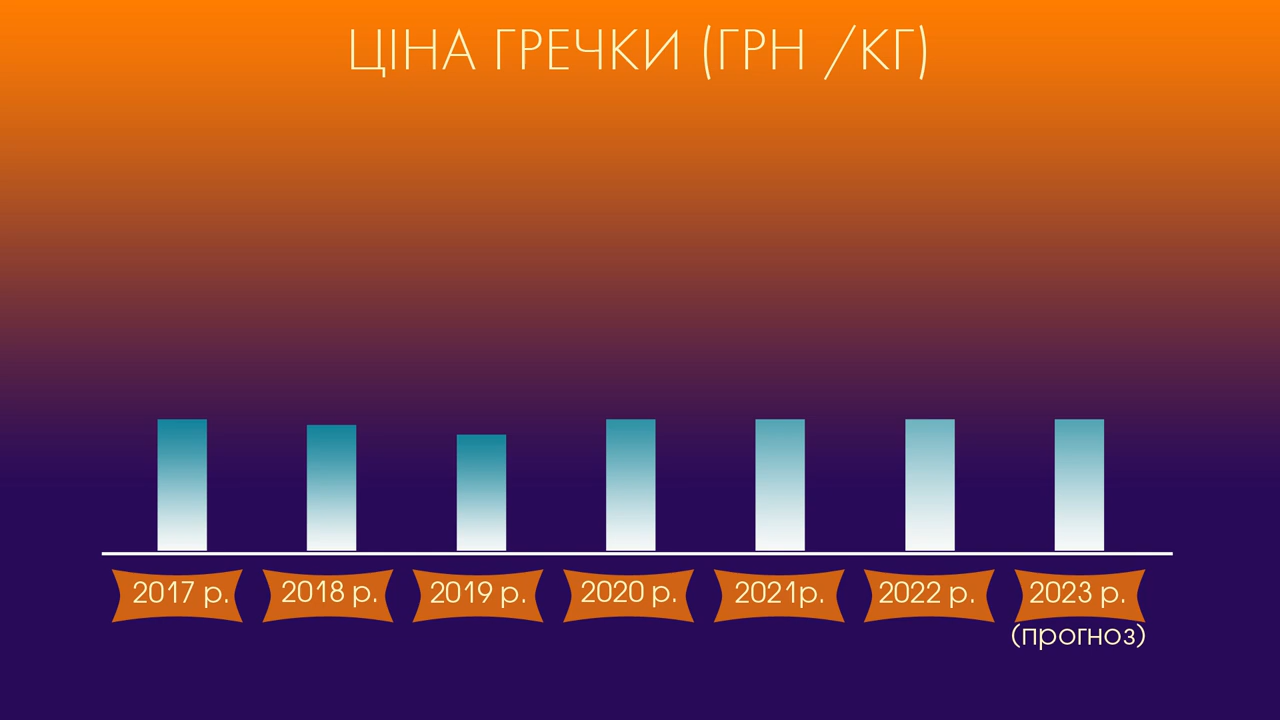 ЦІНА ГРЕЧКИ (ГРН /КГ)
2017 р. 2018 р. 2019 р. 2020 р. 2021р. 2022 р. 2023 р.
(прогноз)